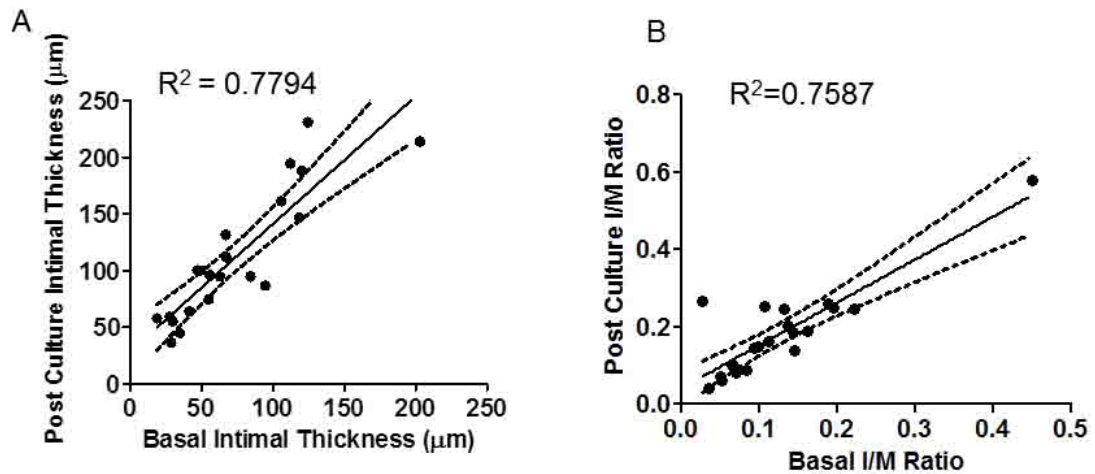 A
R² = 0.7794
Post Culture Intimal Thickness (μm)
250
200
150
100
50
0
0 50 100 150 200 250
Basal Intimal Thickness (μm)
B
R²=0.7587
Post Culture I/M Ratio
0.8
0.6
0.4
0.2
0.0
0.0 0.1 0.2 0.3 0.4 0.5
Basal I/M Ratio